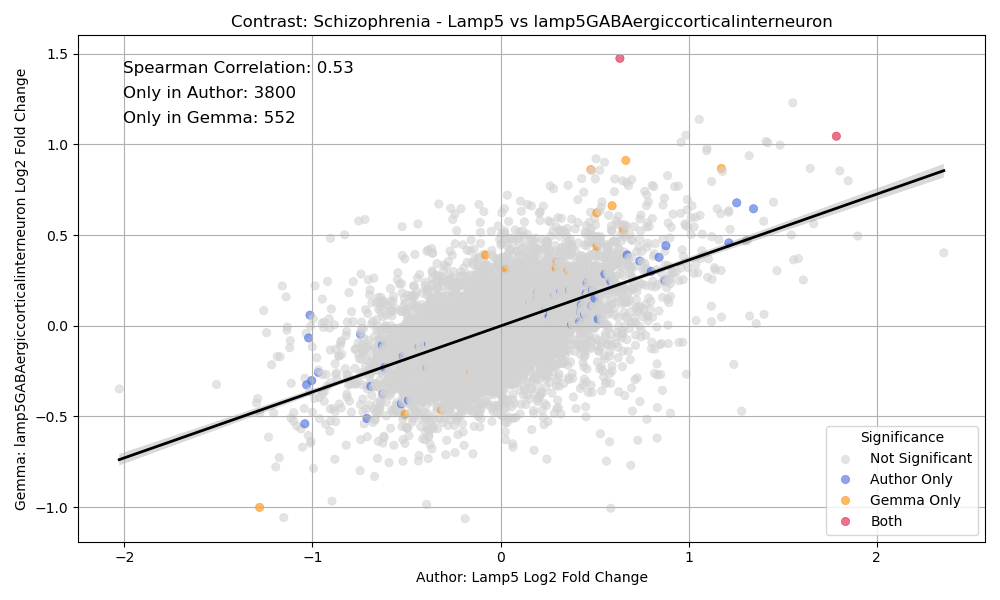 Contrast: Schizophrenia - Lamp5 vs lamp5GABAergiccorticalinterneuron
Spearman Correlation: 0.53
Only in Author: 3800
Only in Gemma: 552
Gemma: lamp5GABAergiccorticalinterneuron Log2 Fold Change
1.5
1.0
0.5
0.0
−0.5
−1.0
Significance
Not Significant
Author Only
Gemma Only
Both
−2
−1
0
1
2
Author: Lamp5 Log2 Fold Change